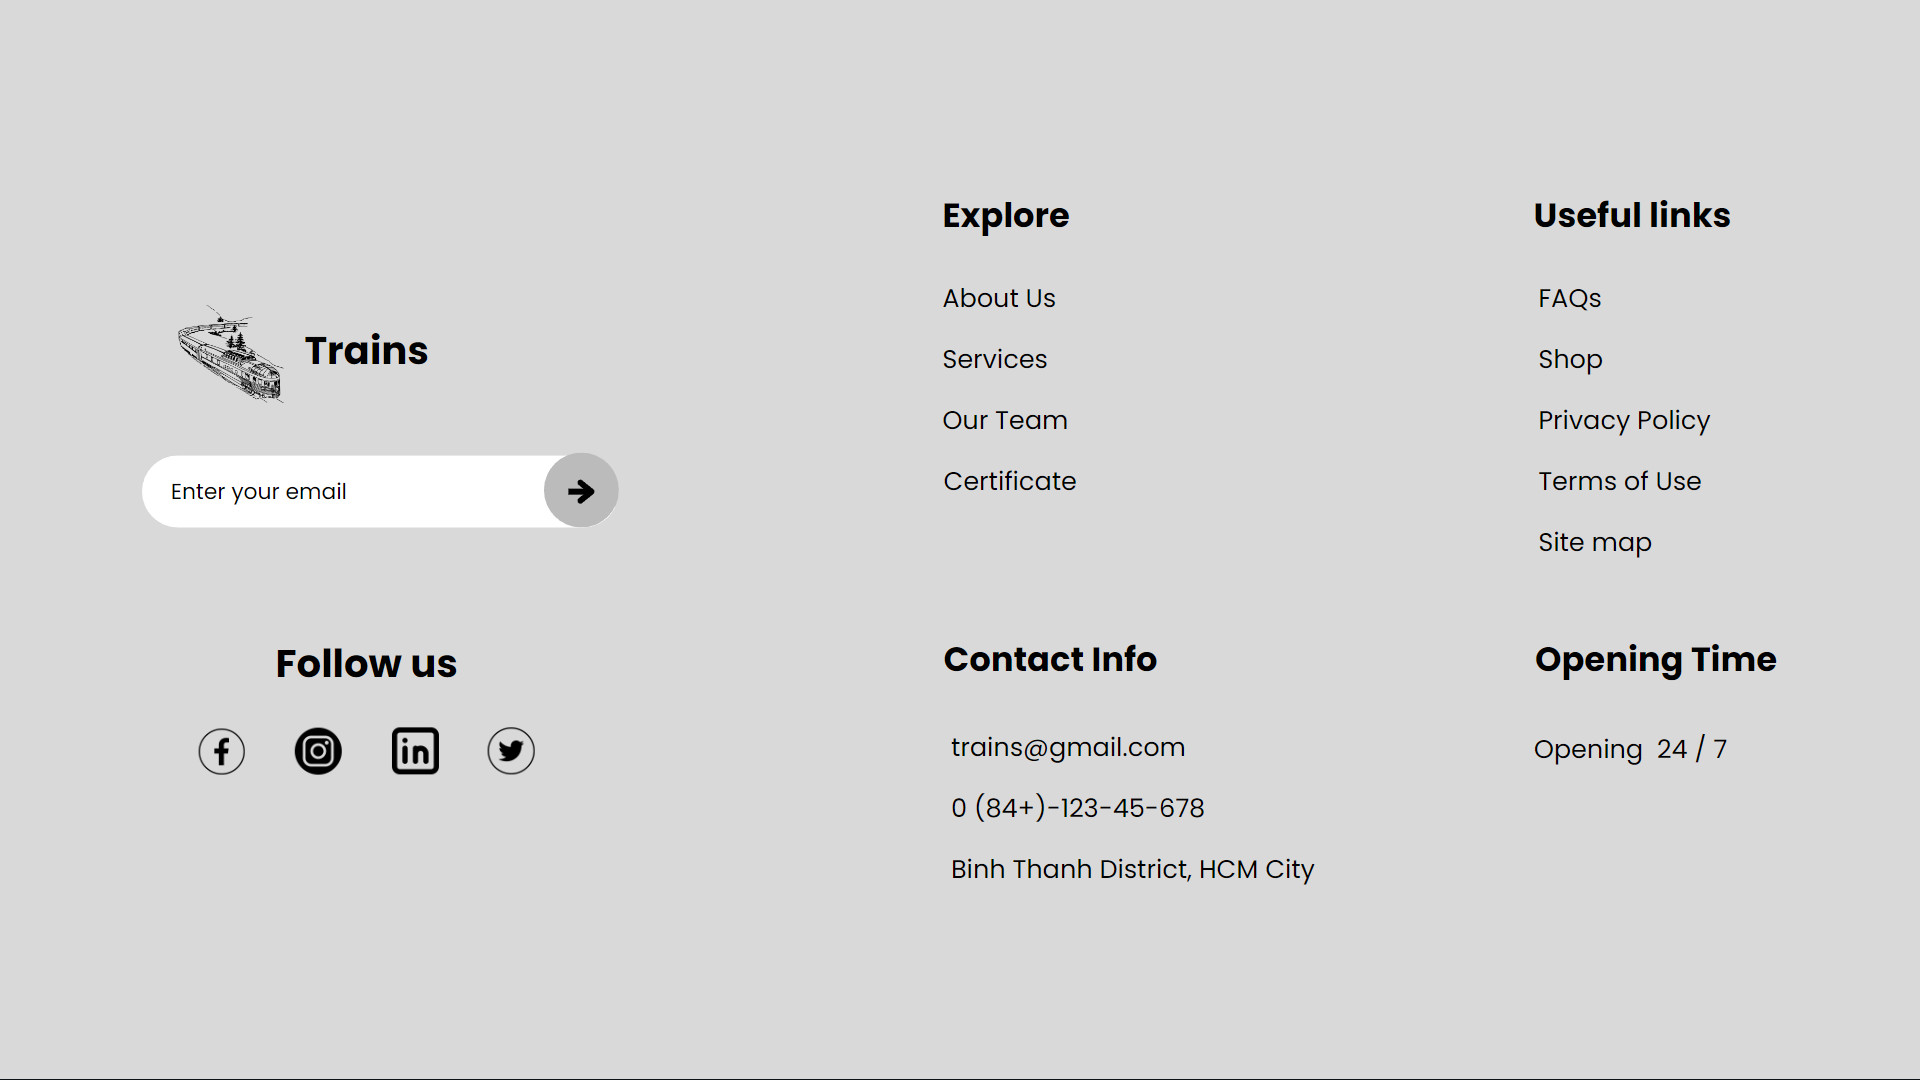 Trains
Enter your email
Follow us
Explore
About Us
Services
Our Team
Certificate
Useful links
FAQs
Shop
Privacy Policy
Terms of Use
Site map
Contact Info
trains@gmail.com
0 (84+)-123-45-678
Binh Thanh District, HCM City
Opening Time
Opening  24 / 7